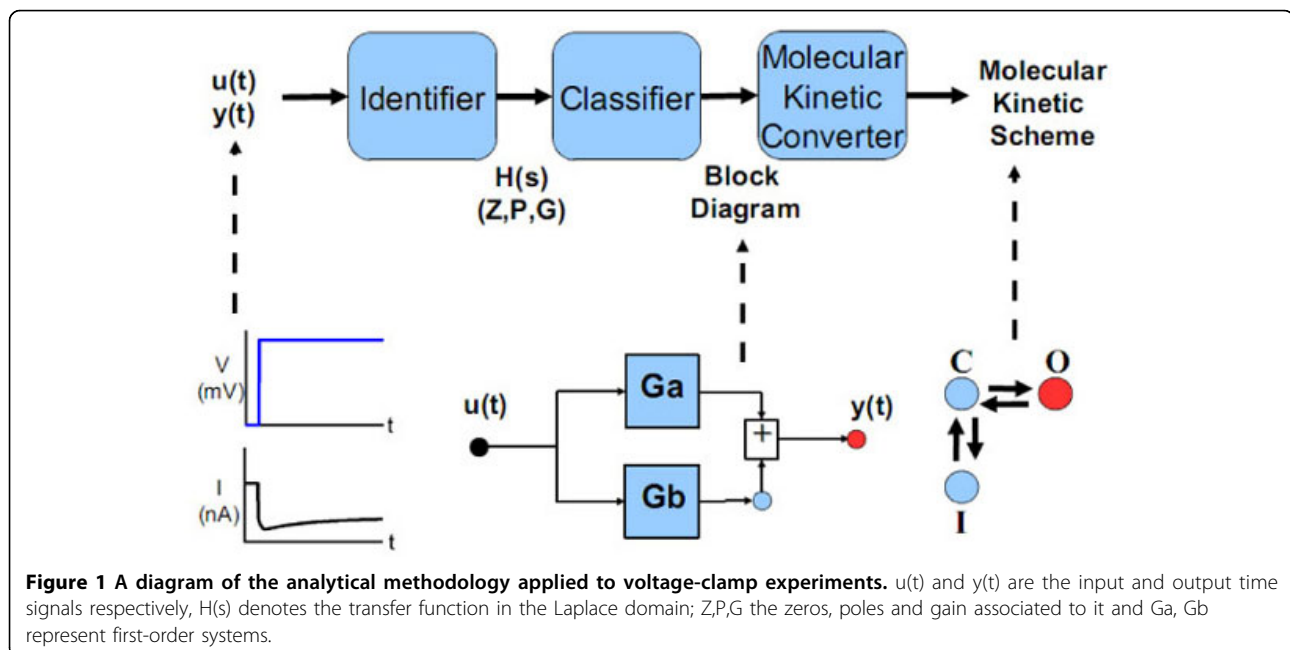 u(t)
y(t)
Identifier
Classifier
Molecular
Kinetic
Converter
Molecular
Kinetic
Scheme
H(s)
(Z,P,G)
Block
Diagram
V
(mV)
t
I
(nA)
t
u(t)
Ga
Gb
+
y(t)
C
O
I
Figure 1 A diagram of the analytical methodology applied to voltage-clamp experiments. u(t) and y(t) are the input and output time
signals respectively, H(s) denotes the transfer function in the Laplace domain; Z,P,G the zeros, poles and gain associated to it and Ga, Gb
represent first-order systems.